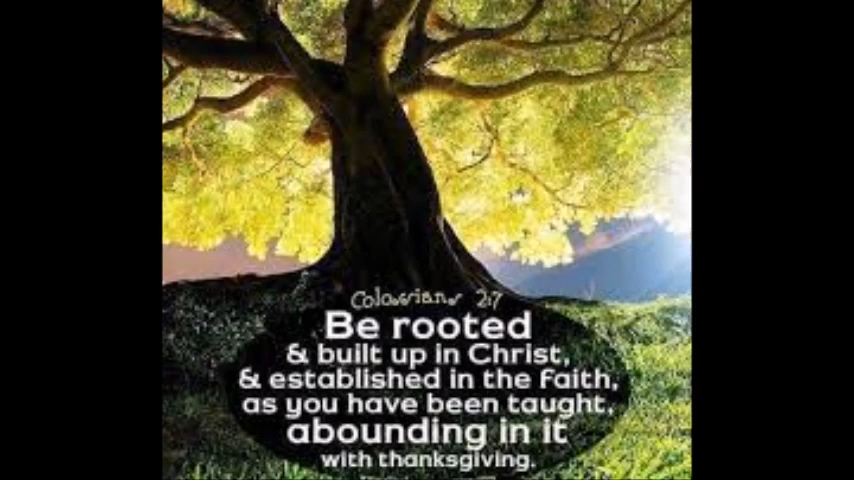 Colossians 2:7
Be rooted
& built up in Christ,
& established in the faith,
as you have been taught,
abounding in it
with thanksgiving.